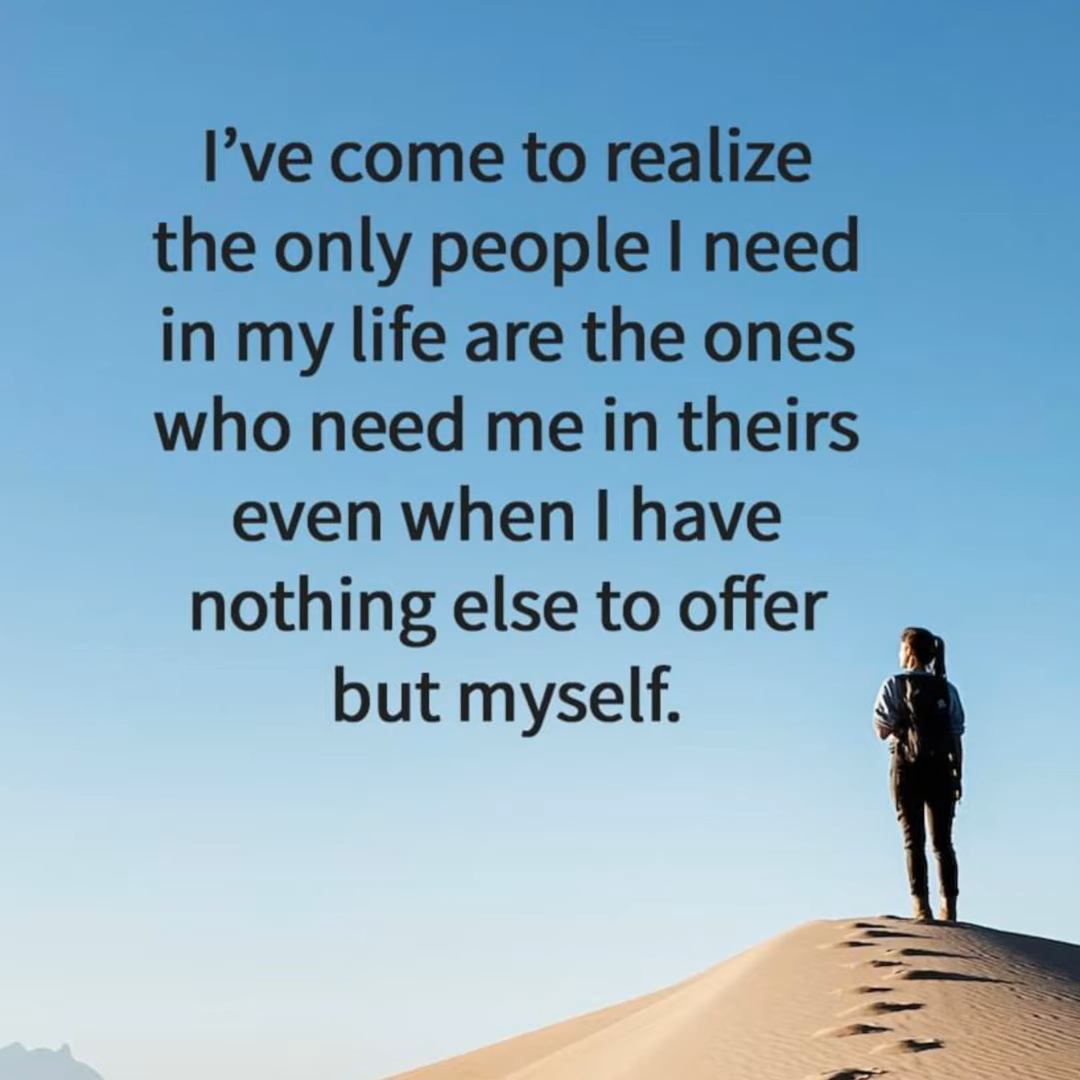 I’ve come to realize
the only people I need
in my life are the ones
who need me in theirs
even when I have
nothing else to offer
but myself.